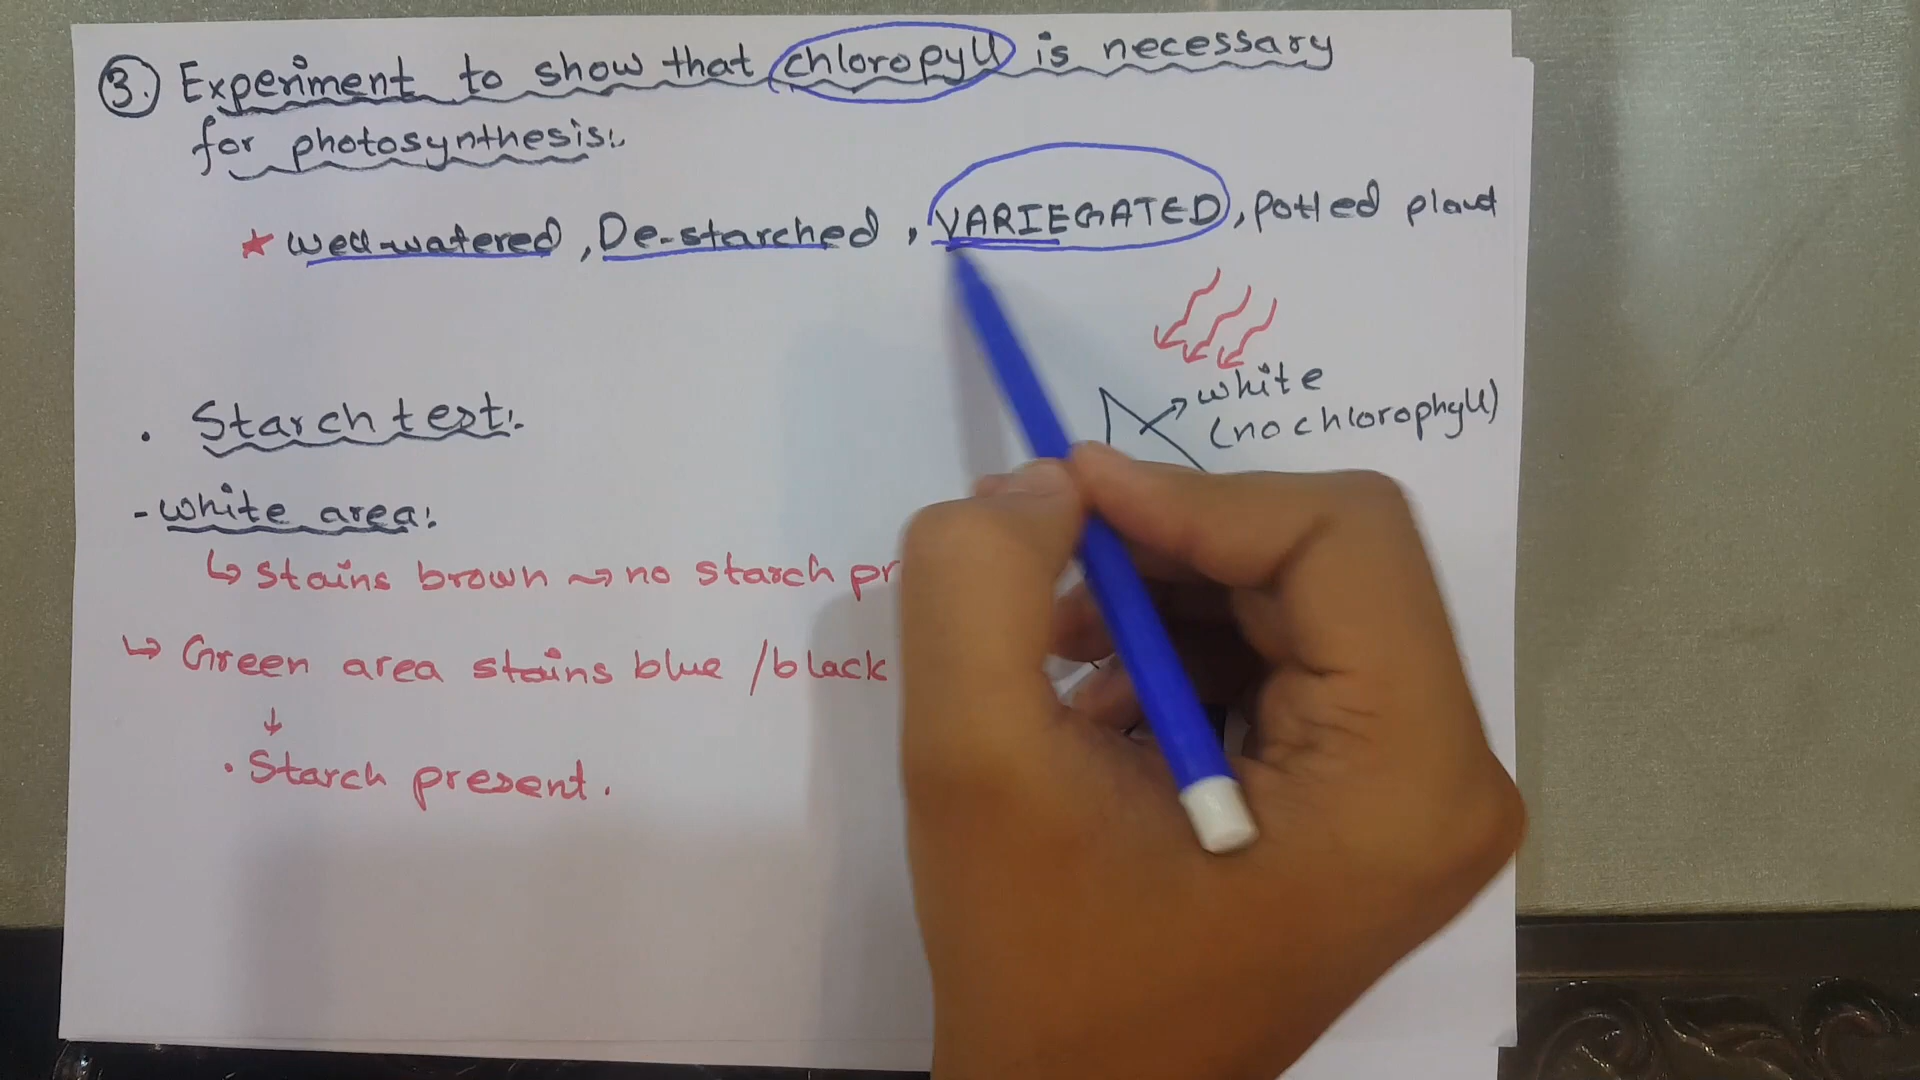 3. Experiment to show that chloropyll is necessary
for photosynthesis:
* well-watered, De-starched, VARIEGATED, potted plant
white
(no chlorophyll)
• Starch test:
- white area:
↳ stains brown ⇝ no starch pr
↳ Green area stains blue /black
↓
• Starch present.